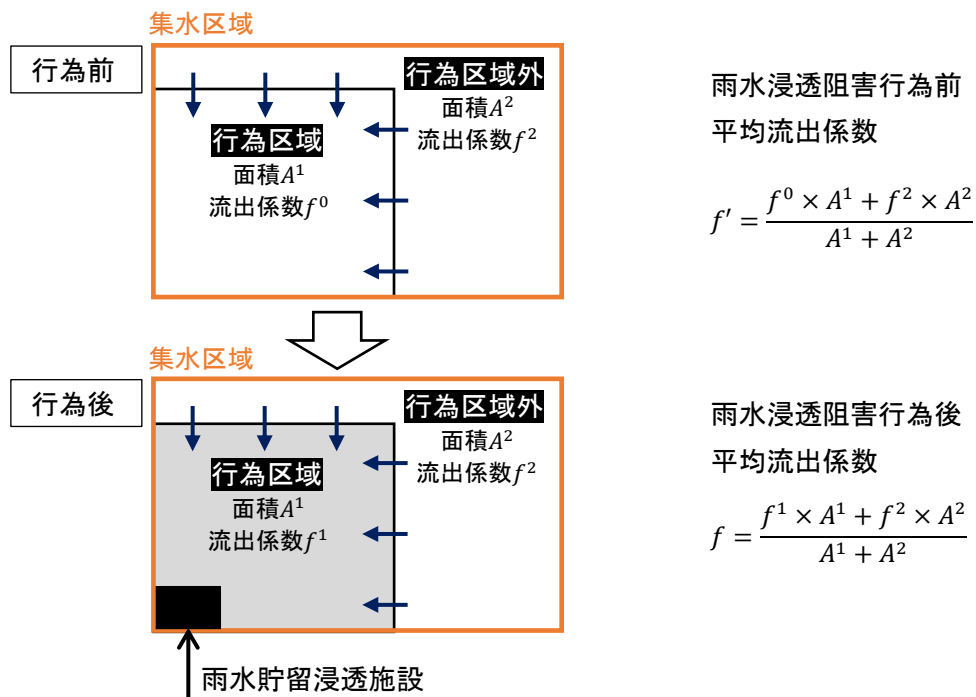 集水区域
行為前
行為区域外
面積A²
流出係数f²
行為区域
面積A¹
流出係数f⁰
雨水浸透阻害行為前
平均流出係数
f′ = (f⁰ × A¹ + f² × A²) / (A¹ + A²)
集水区域
行為後
行為区域外
面積A²
流出係数f²
行為区域
面積A¹
流出係数f¹
雨水貯留浸透施設
雨水浸透阻害行為後
平均流出係数
f = (f¹ × A¹ + f² × A²) / (A¹ + A²)